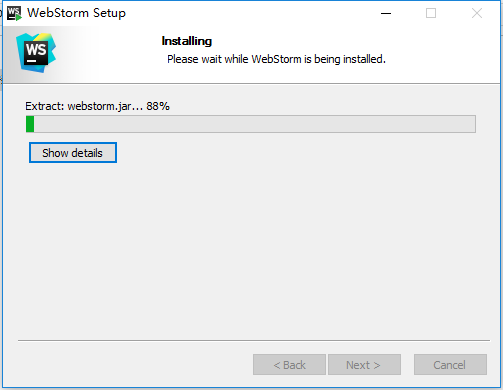 WS WebStorm Setup
WS
Installing
Please wait while WebStorm is being installed.
Extract: webstorm.jar... 88%
Show details
< Back Next > Cancel